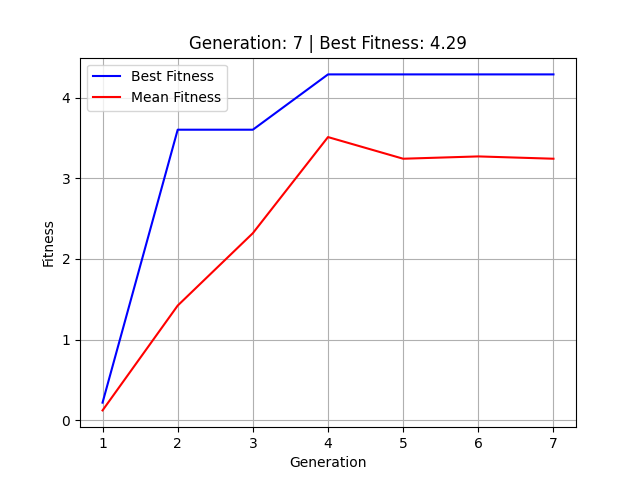 Generation: 7 | Best Fitness: 4.29
Best Fitness
Mean Fitness
4
3
2
1
0
Fitness
1 2 3 4 5 6 7
Generation